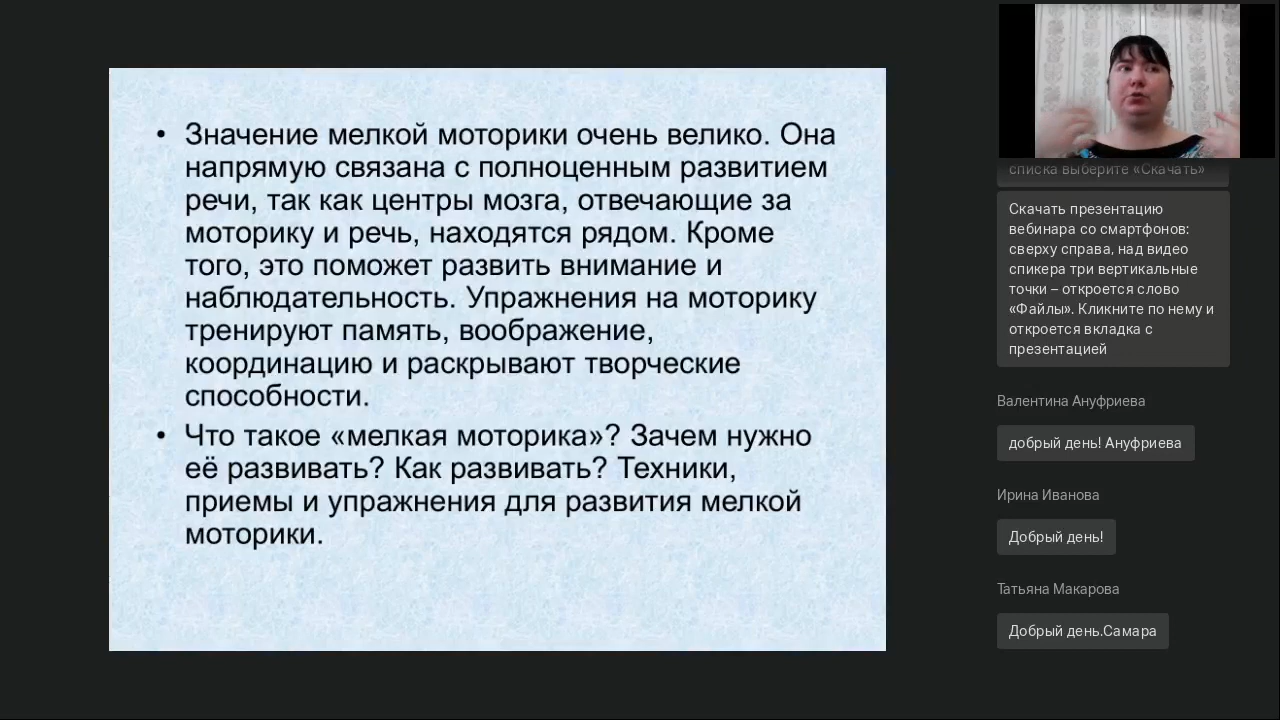 • Значение мелкой моторики очень велико. Она
напрямую связана с полноценным развитием
речи, так как центры мозга, отвечающие за
моторику и речь, находятся рядом. Кроме
того, это поможет развить внимание и
наблюдательность. Упражнения на моторику
тренируют память, воображение,
координацию и раскрывают творческие
способности.
• Что такое «мелкая моторика»? Зачем нужно
её развивать? Как развивать? Техники,
приемы и упражнения для развития мелкой
моторики.
списка выберите «Скачать»
Скачать презентацию
вебинара со смартфонов:
сверху справа, над видео
спикера три вертикальные
точки – откроется слово
«Файлы». Кликните по нему и
откроется вкладка с
презентацией
Валентина Ануфриева
добрый день! Ануфриева
Ирина Иванова
Добрый день!
Татьяна Макарова
Добрый день.Самара